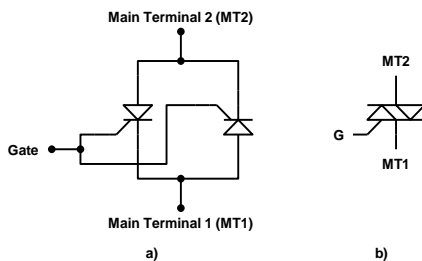 Main Terminal 2 (MT2)
Gate
Main Terminal 1 (MT1)
a)
MT2
G
MT1
b)